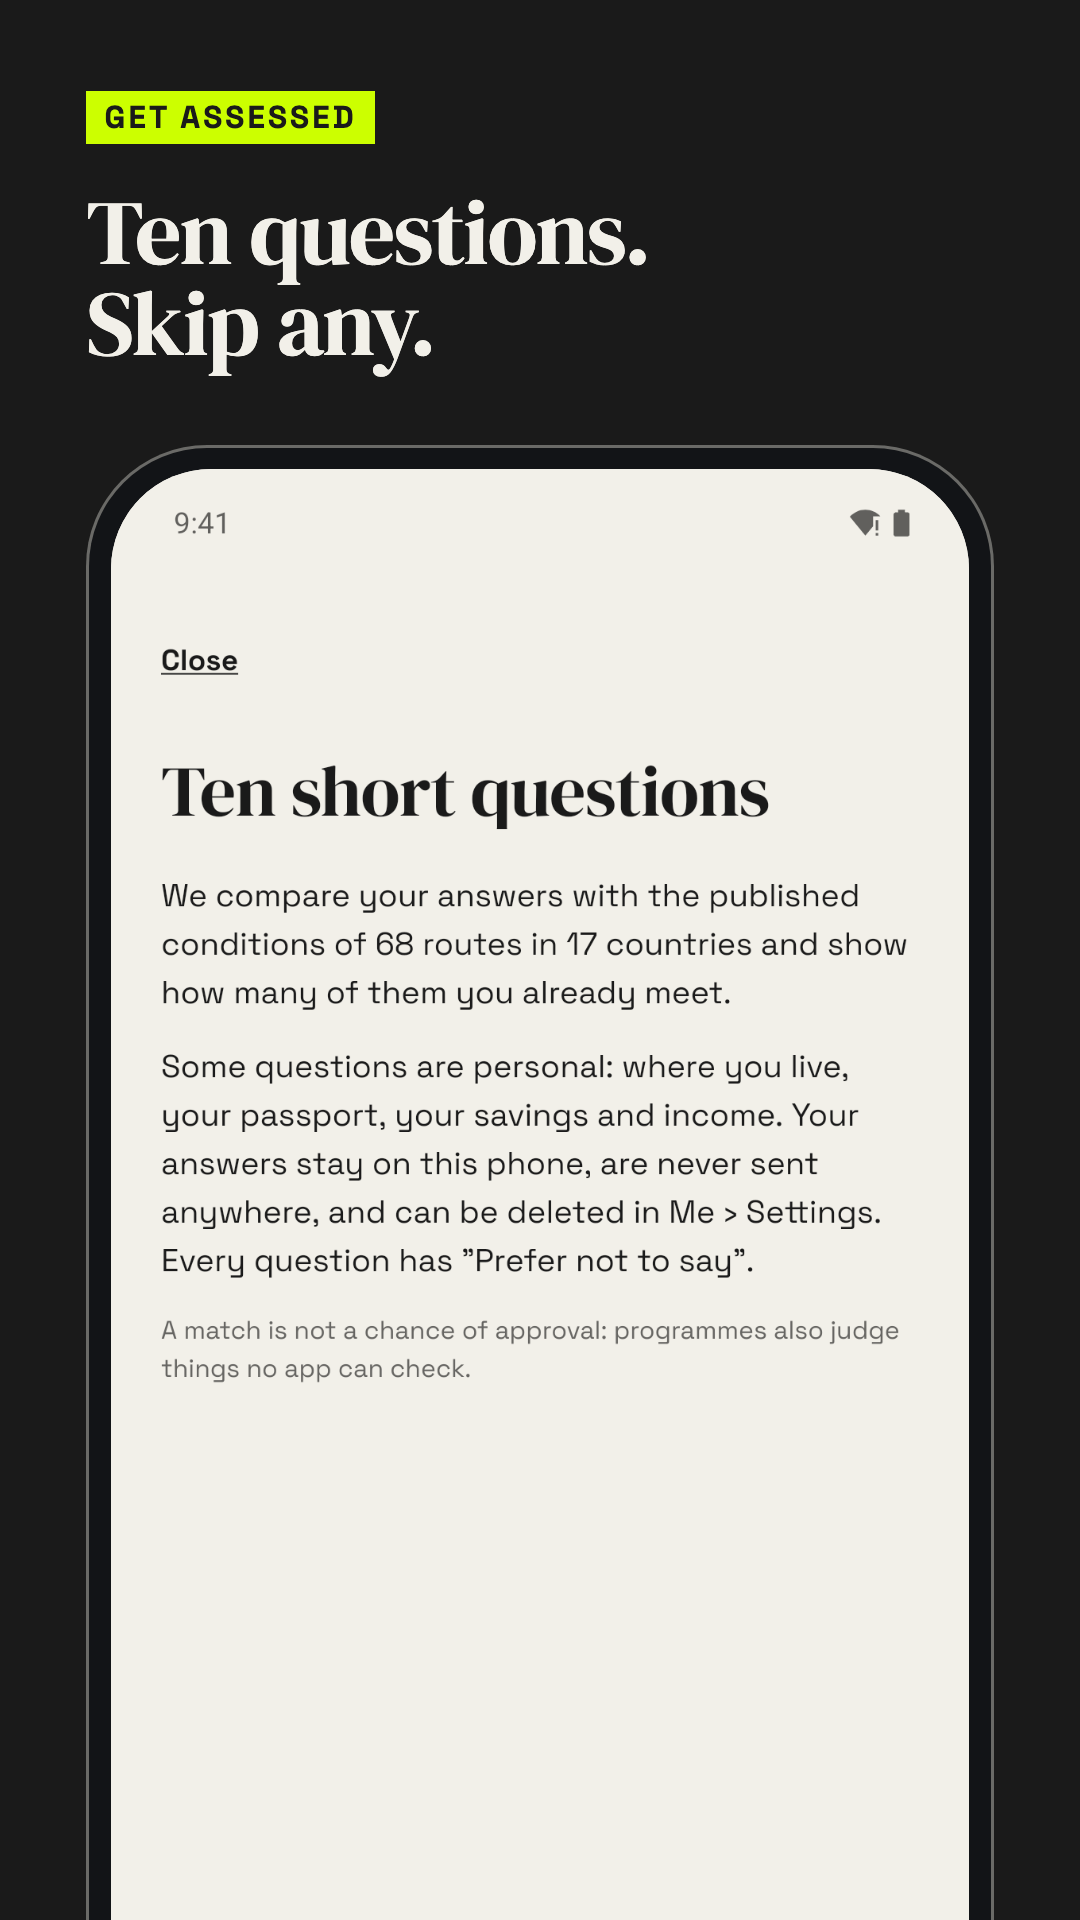 GET ASSESSED
Ten questions.
Skip any.
9:41
Close
Ten short questions
We compare your answers with the published
conditions of 68 routes in 17 countries and show
how many of them you already meet.
Some questions are personal: where you live,
your passport, your savings and income. Your
answers stay on this phone, are never sent
anywhere, and can be deleted in Me > Settings.
Every question has ”Prefer not to say”.
A match is not a chance of approval: programmes also judge
things no app can check.